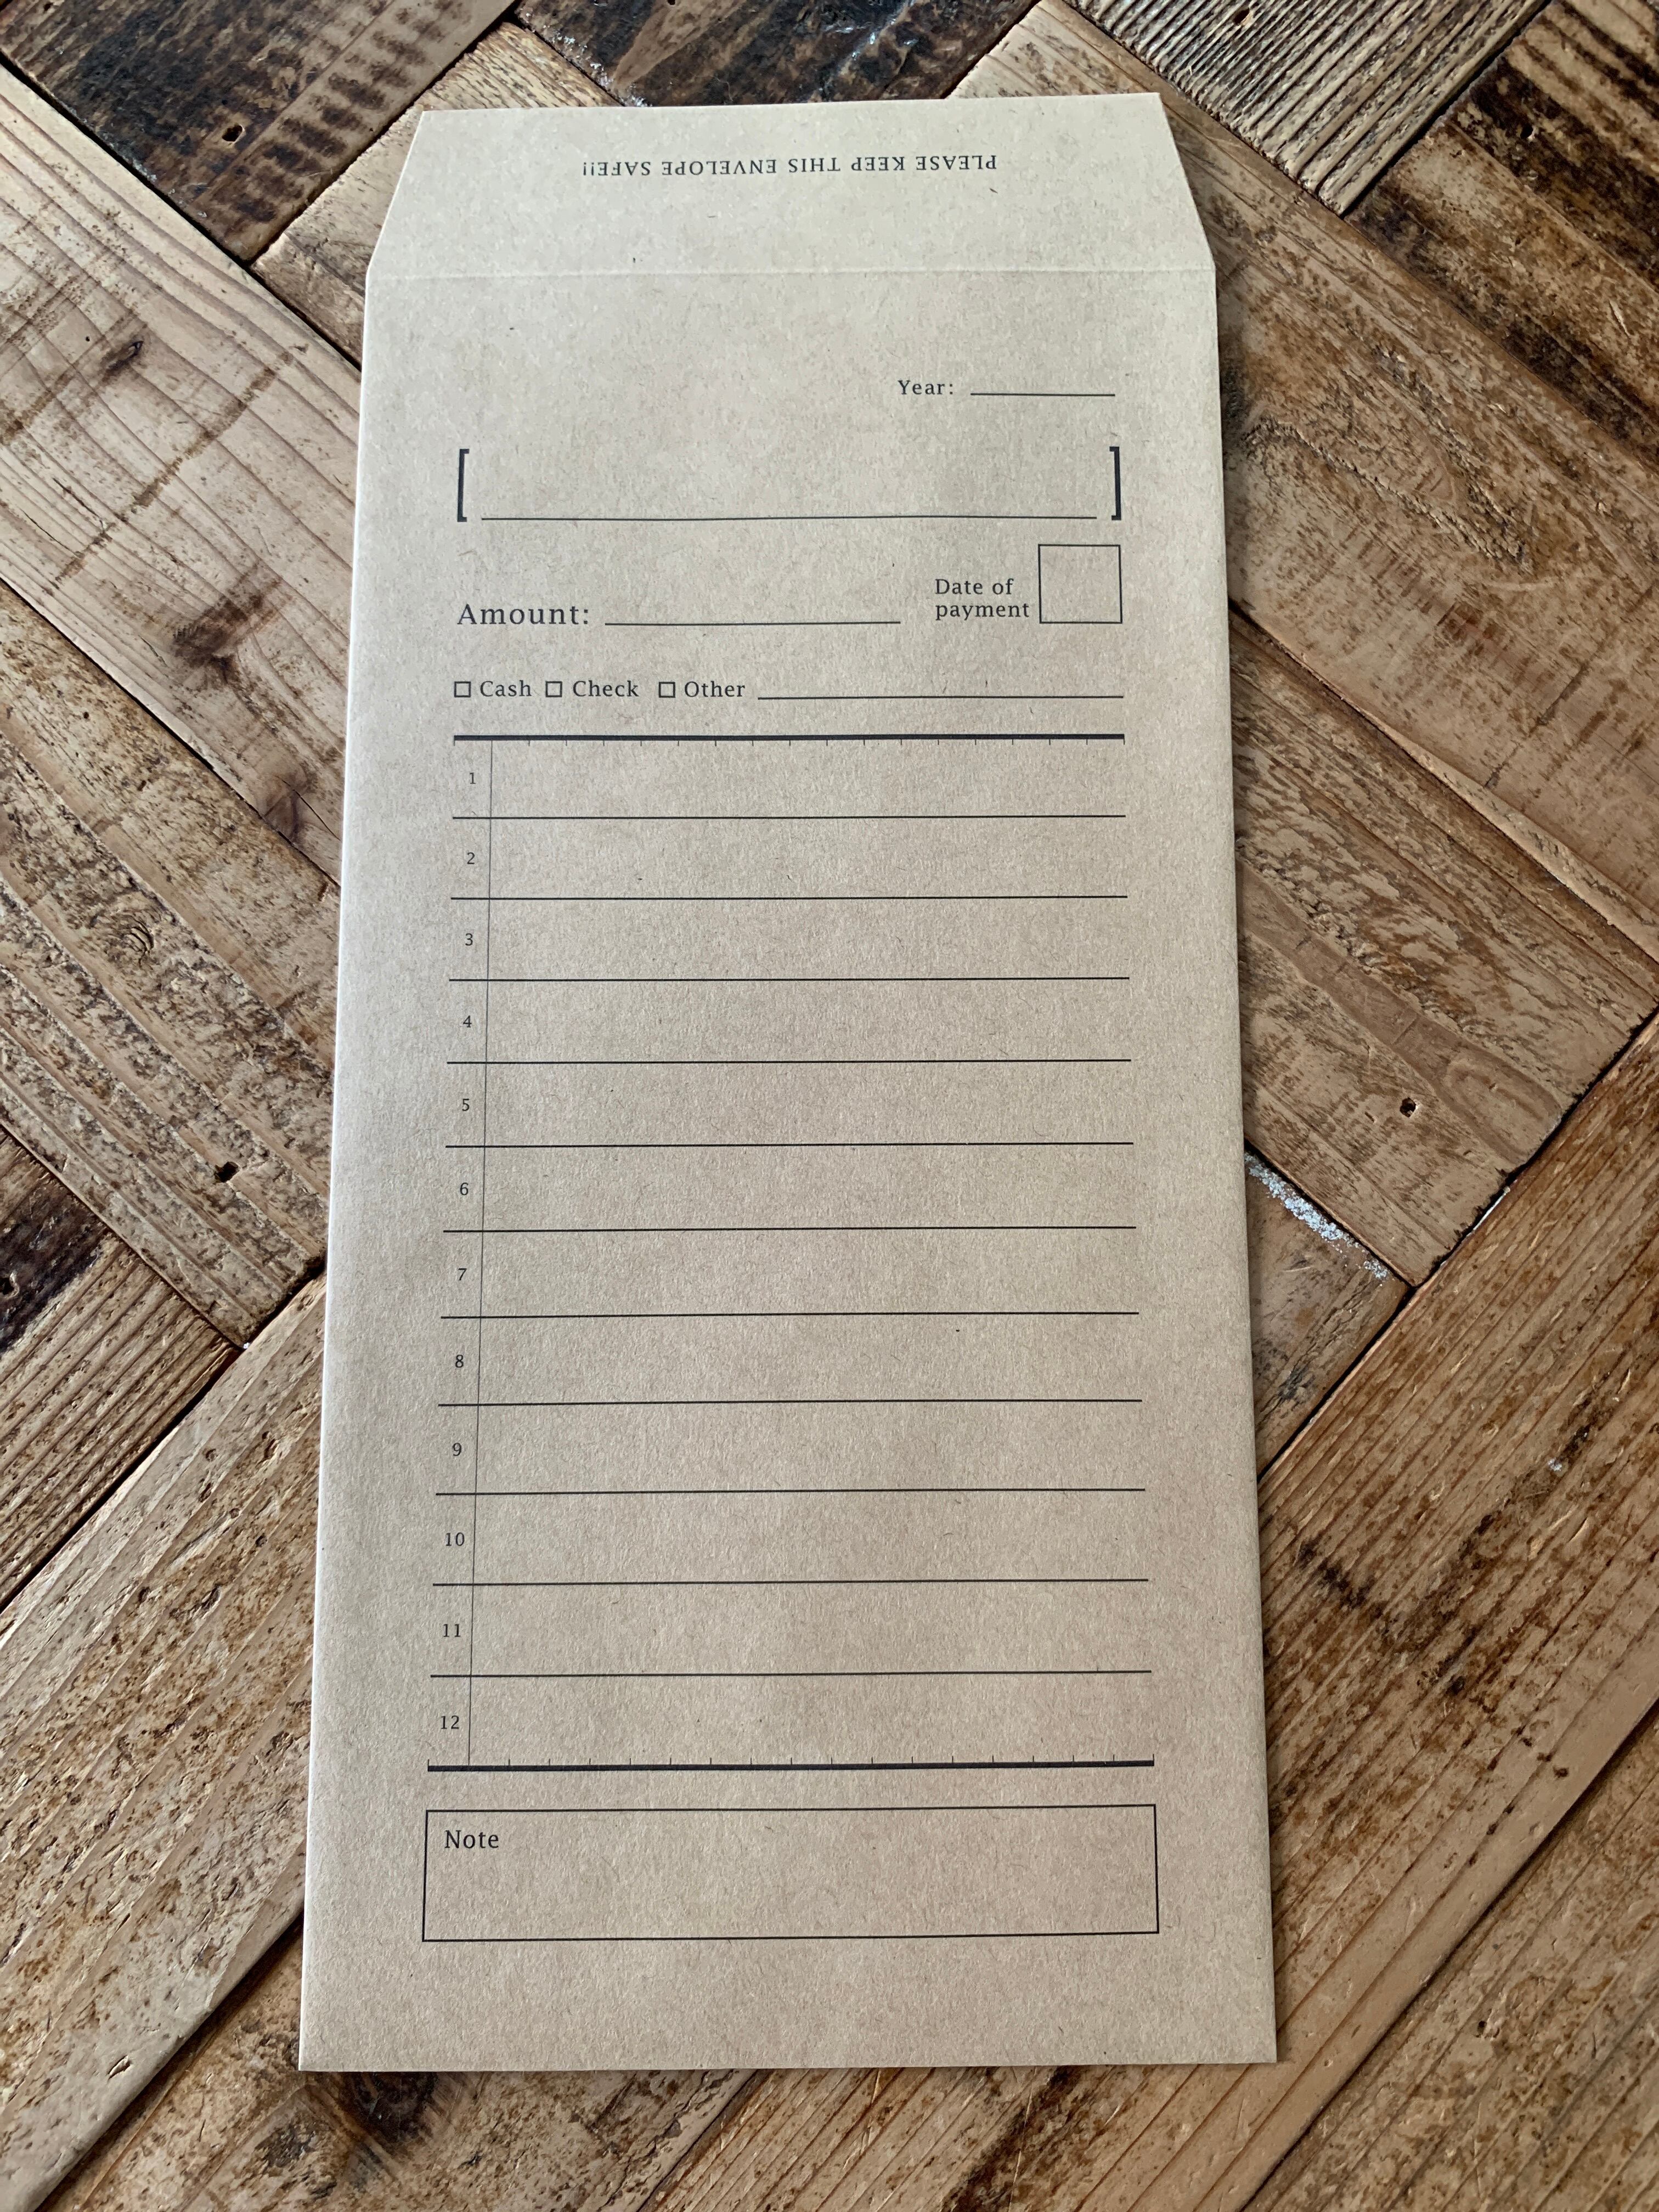 PLEASE KEEP THIS ENVELOPE SAFE!!
Year:
[ ]
Amount:
Date of
payment
Cash Check Other
1
2
3
4
5
6
7
8
9
10
11
12
Note